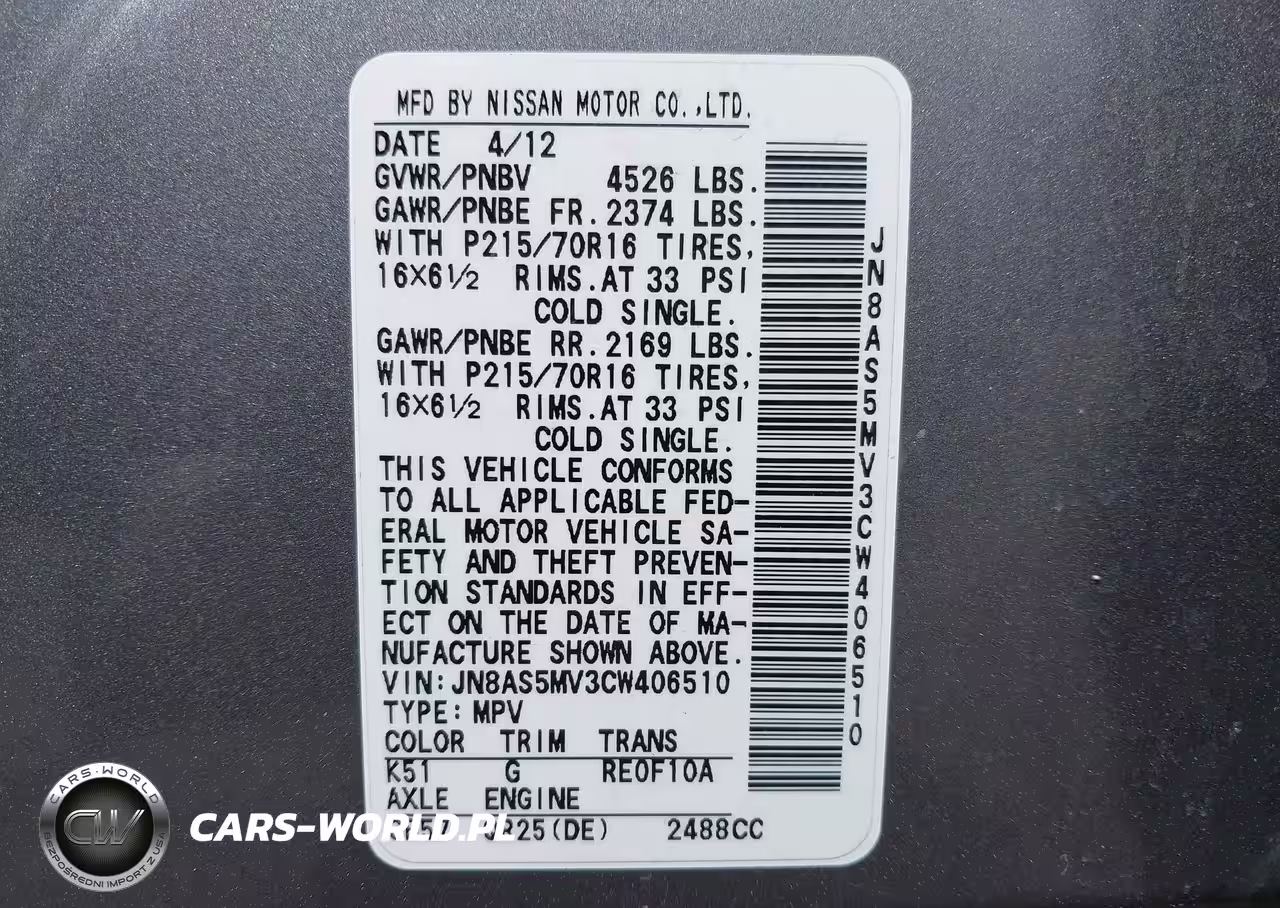 MFD BY NISSAN MOTOR CO.,LTD.
DATE 4/12
GVWR/PNBV 4526 LBS.
GAWR/PNBE FR.2374 LBS.
WITH P215/70R16 TIRES,
16×6½ RIMS.AT 33 PSI
COLD SINGLE.
GAWR/PNBE RR.2169 LBS.
WITH P215/70R16 TIRES,
16×6½ RIMS.AT 33 PSI
COLD SINGLE.
THIS VEHICLE CONFORMS
TO ALL APPLICABLE FED-
ERAL MOTOR VEHICLE SA-
FETY AND THEFT PREVEN-
TION STANDARDS IN EFF-
ECT ON THE DATE OF MA-
NUFACTURE SHOWN ABOVE.
VIN:JN8AS5MV3CW406510
TYPE:MPV
COLOR TRIM TRANS
K51 G RE0F10A
AXLE ENGINE
2488CC
JN8AS5MV3CW406510
CARS-WORLD
CW
BEZPOŚREDNI IMPORT Z USA
CARS-WORLD.PL